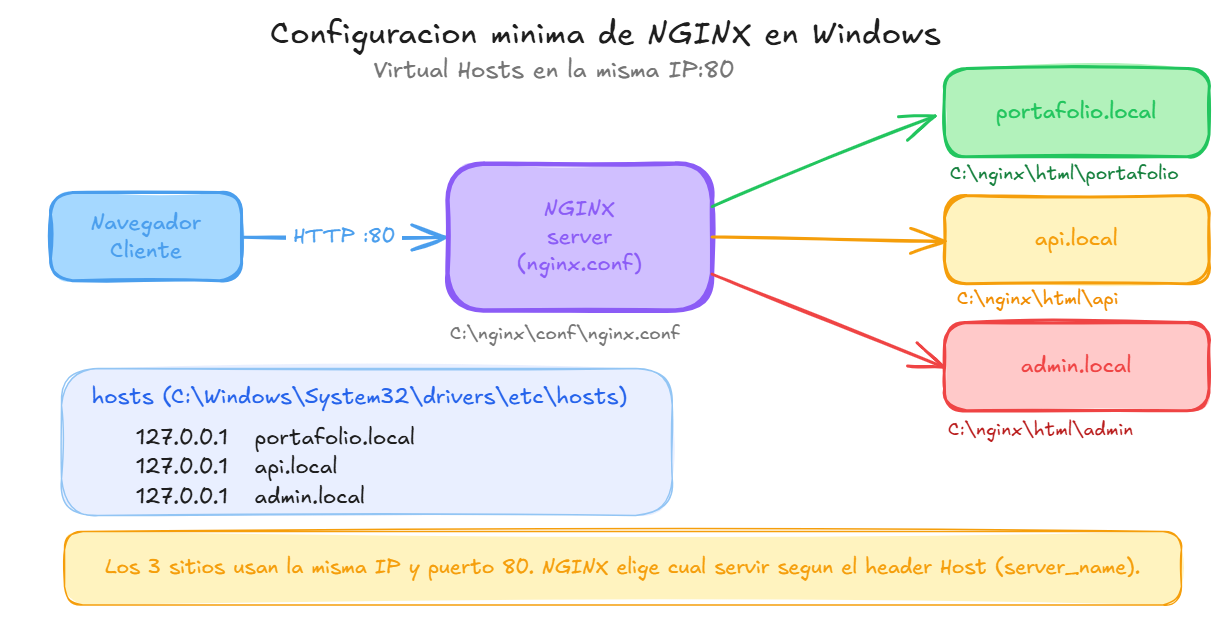 Configuracion minima de NGINX en Windows
Virtual Hosts en la misma IP:80
portafolio.local
C:\nginx\html\portafolio
Navegador
Cliente
HTTP :80
NGINX
server
(nginx.conf)
C:\nginx\conf\nginx.conf
api.local
C:\nginx\html\api
admin.local
C:\nginx\html\admin
hosts (C:\Windows\System32\drivers\etc\hosts)
127.0.0.1 portafolio.local
127.0.0.1 api.local
127.0.0.1 admin.local
Los 3 sitios usan la misma IP y puerto 80. NGINX elige cual servir segun el header Host (server_name).